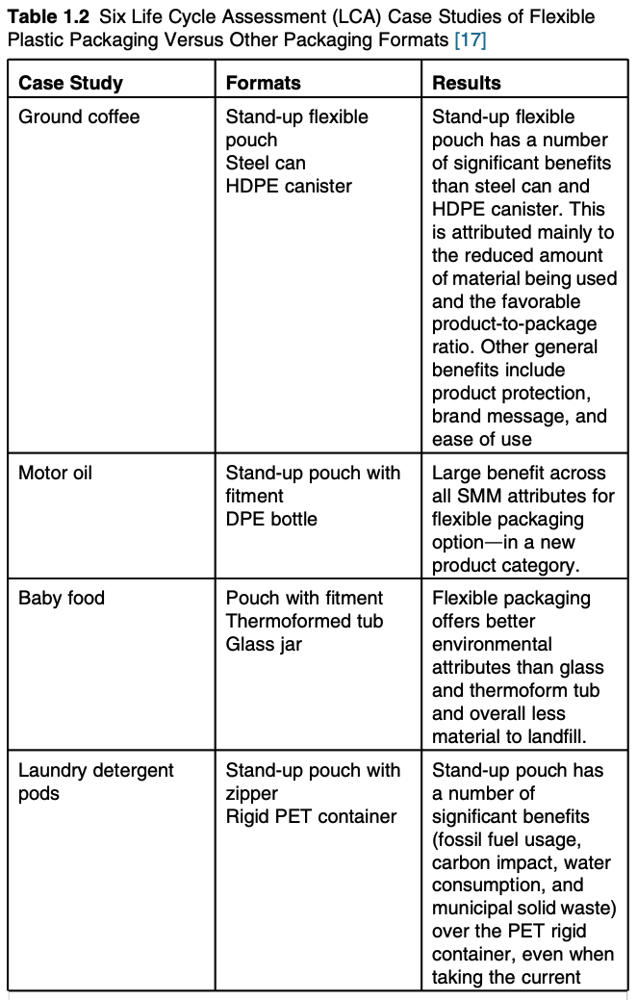 Table 1.2 Six Life Cycle Assessment (LCA) Case Studies of Flexible
Plastic Packaging Versus Other Packaging Formats [17]
Case Study
Formats
Results
Ground coffee
Stand-up flexible
pouch
Steel can
HDPE canister
Stand-up flexible
pouch has a number
of significant benefits
than steel can and
HDPE canister. This
is attributed mainly to
the reduced amount
of material being used
and the favorable
product-to-package
ratio. Other general
benefits include
product protection,
brand message, and
ease of use
Motor oil
Stand-up pouch with
fitment
DPE bottle
Large benefit across
all SMM attributes for
flexible packaging
option—in a new
product category.
Baby food
Pouch with fitment
Thermoformed tub
Glass jar
Flexible packaging
offers better
environmental
attributes than glass
and thermoform tub
and overall less
material to landfill.
Laundry detergent
pods
Stand-up pouch with
zipper
Rigid PET container
Stand-up pouch has
a number of
significant benefits
(fossil fuel usage,
carbon impact, water
consumption, and
municipal solid waste)
over the PET rigid
container, even when
taking the current